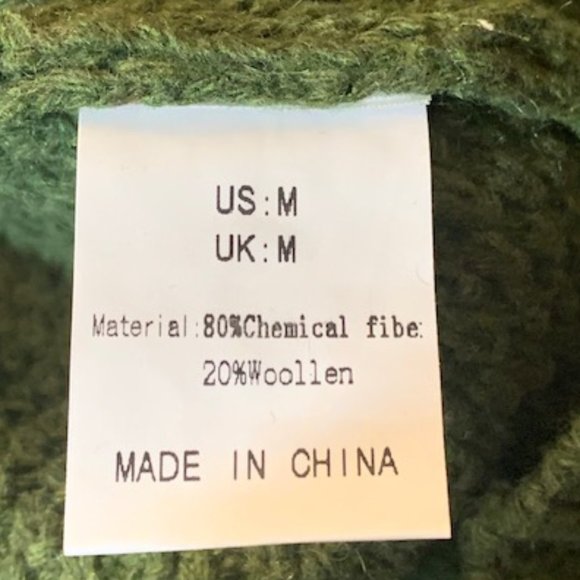 US:M
UK:M
Material:80%Chemical fibe
20%Woollen
MADE IN CHINA